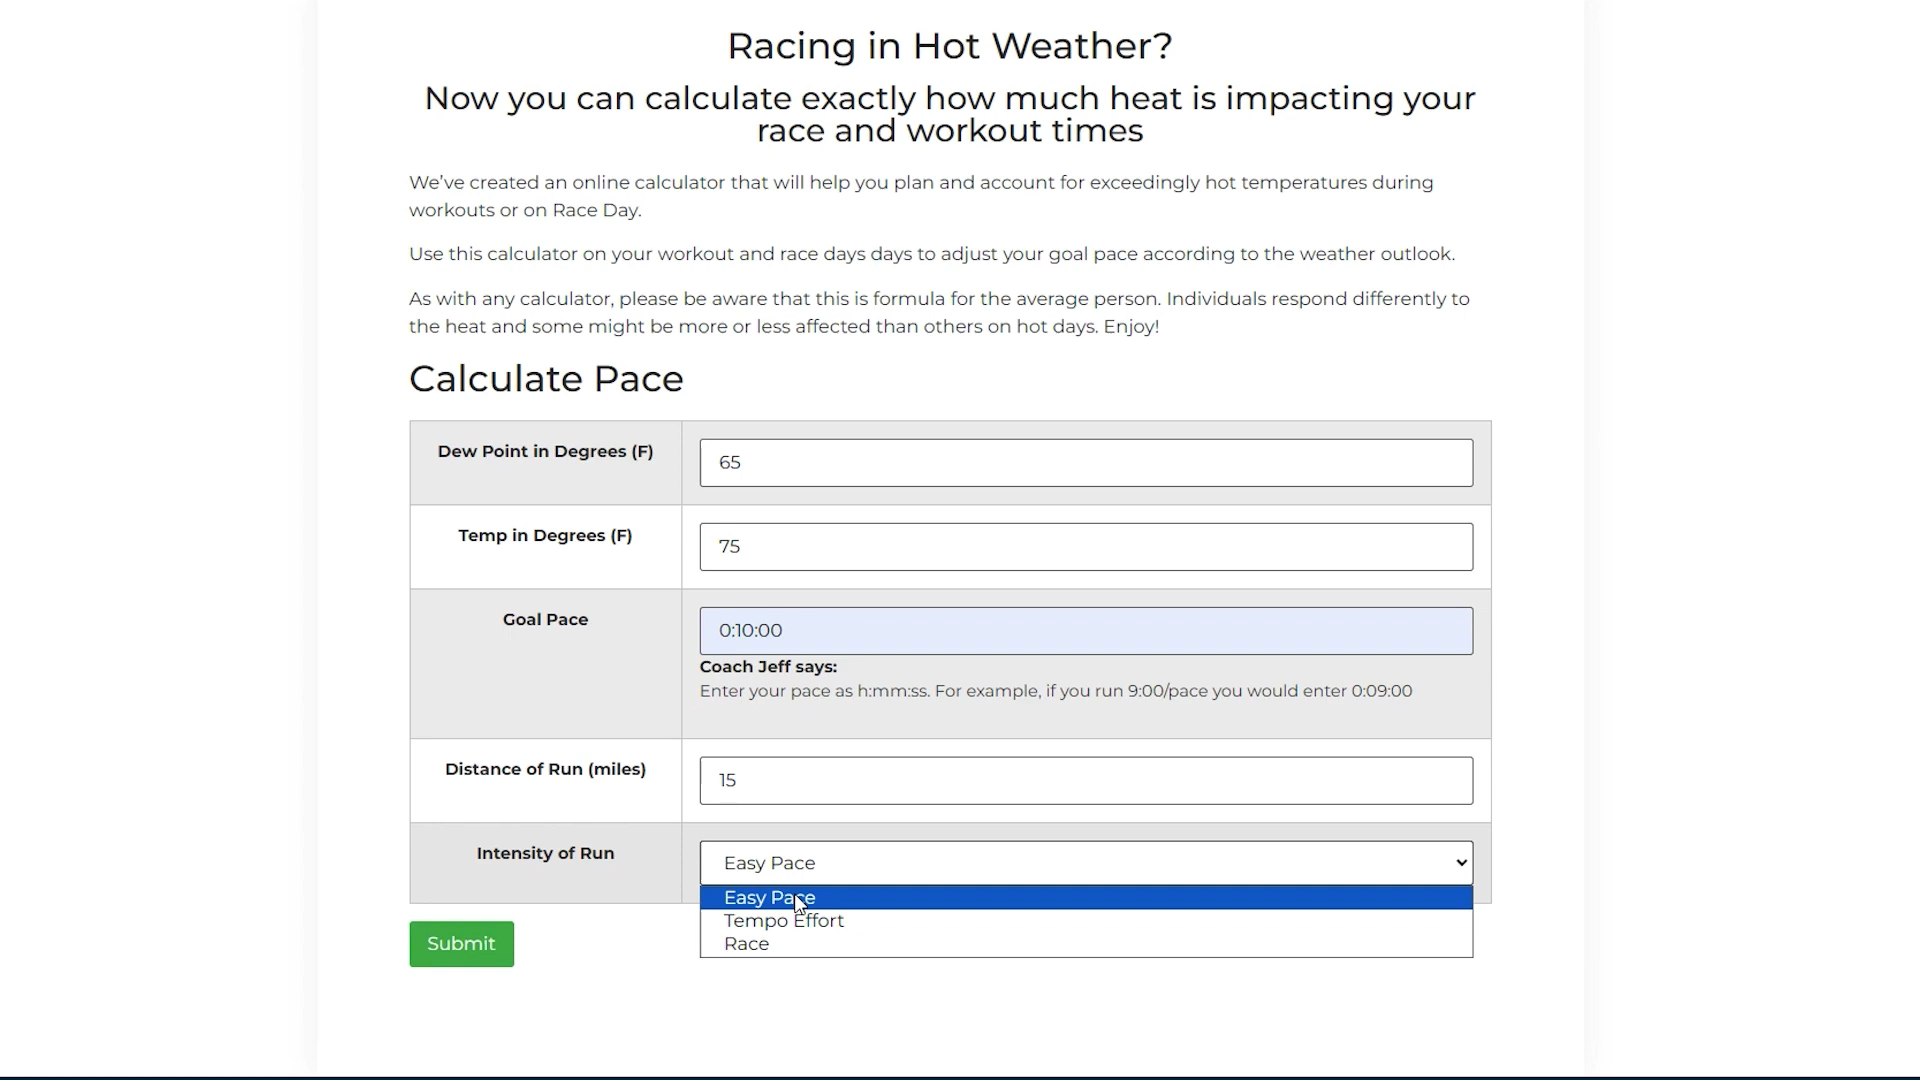 Racing in Hot Weather?
Now you can calculate exactly how much heat is impacting your
race and workout times
We've created an online calculator that will help you plan and account for exceedingly hot temperatures during
workouts or on Race Day.
Use this calculator on your workout and race days days to adjust your goal pace according to the weather outlook.
As with any calculator, please be aware that this is formula for the average person. Individuals respond differently to
the heat and some might be more or less affected than others on hot days. Enjoy!
Calculate Pace
Dew Point in Degrees (F)
65
Temp in Degrees (F)
75
Goal Pace
0:10:00
Coach Jeff says:
Enter your pace as h:mm:ss. For example, if you run 9:00/pace you would enter 0:09:00
Distance of Run (miles)
15
Intensity of Run
Easy Pace
Easy Pace
Tempo Effort
Race
Submit